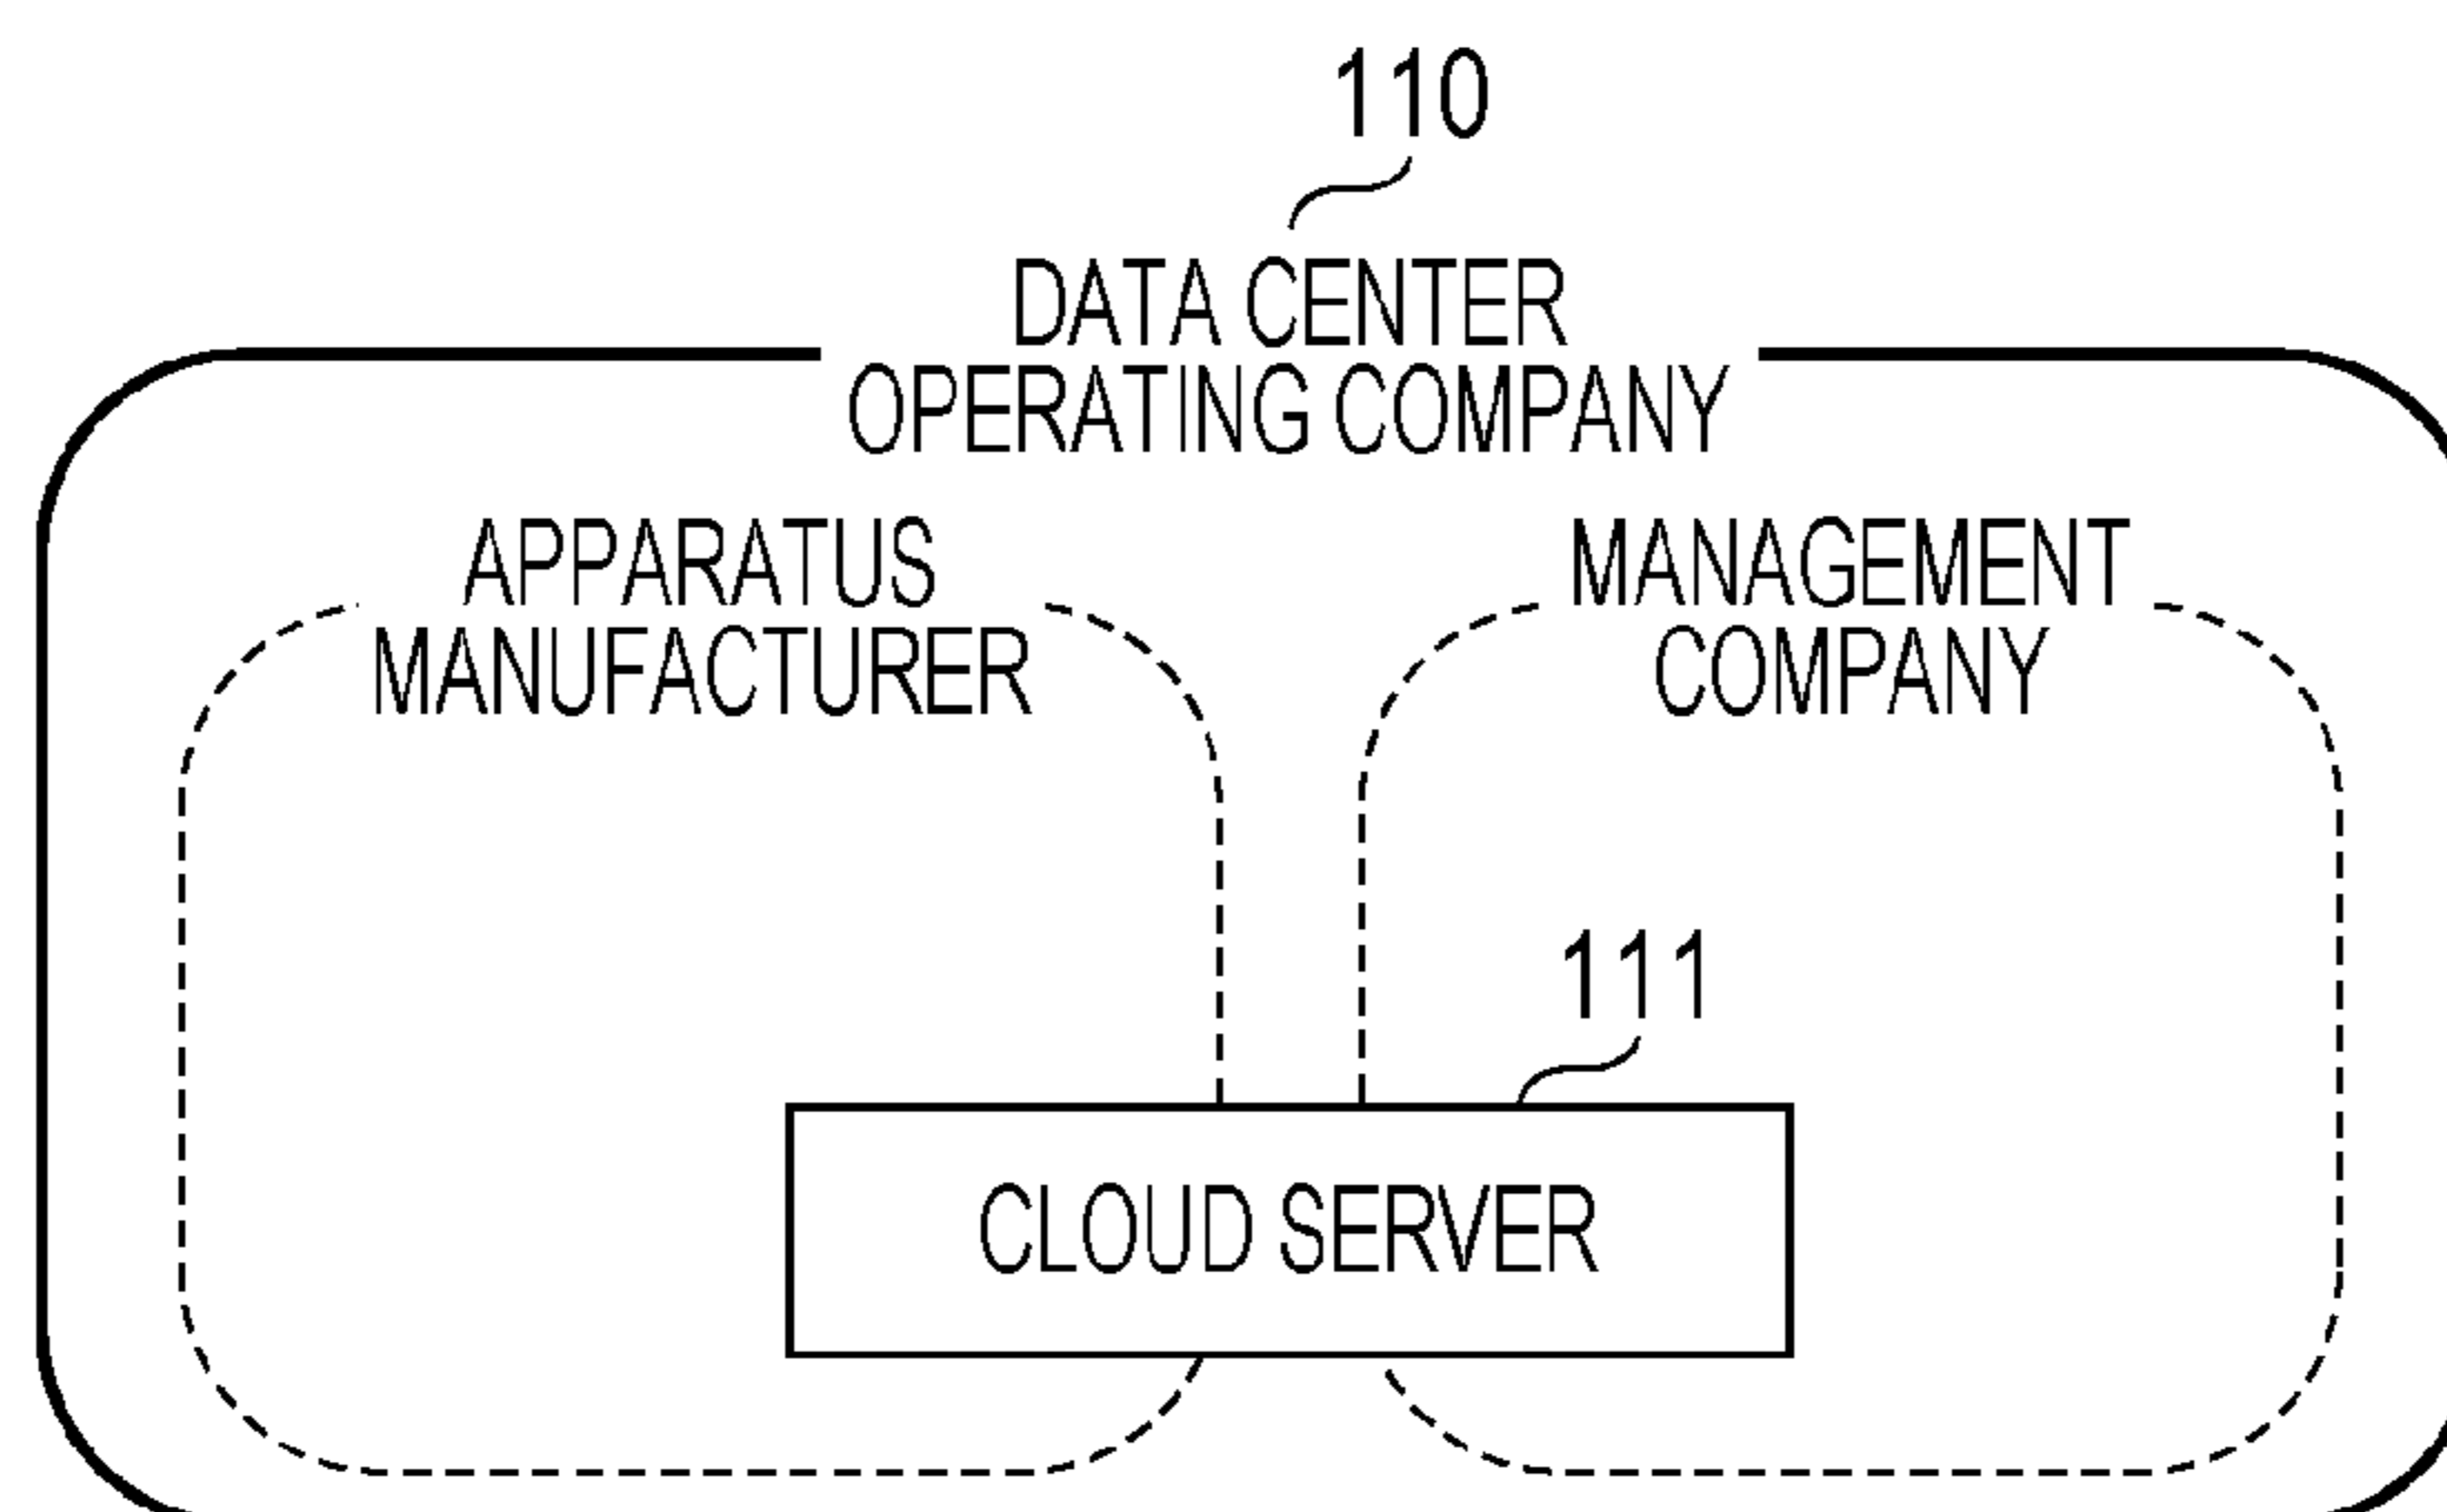 110
DATA CENTER
OPERATING COMPANY
APPARATUS
MANUFACTURER
MANAGEMENT
COMPANY
111
CLOUD SERVER